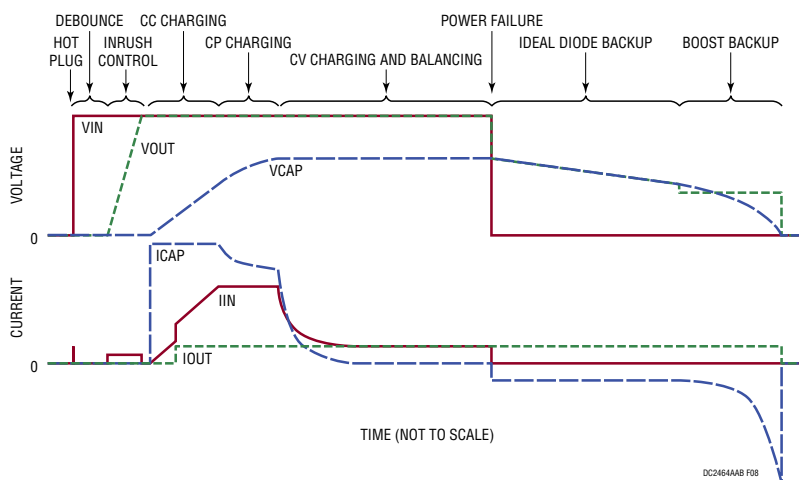 DEBOUNCE
CC CHARGING
POWER FAILURE
HOT
PLUG
INRUSH
CONTROL
CP CHARGING
CV CHARGING AND BALANCING
IDEAL DIODE BACKUP
BOOST BACKUP
VIN
VOUT
VCAP
VOLTAGE
0
ICAP
IIN
IOUT
CURRENT
0
TIME (NOT TO SCALE)
DC2464AAB F08